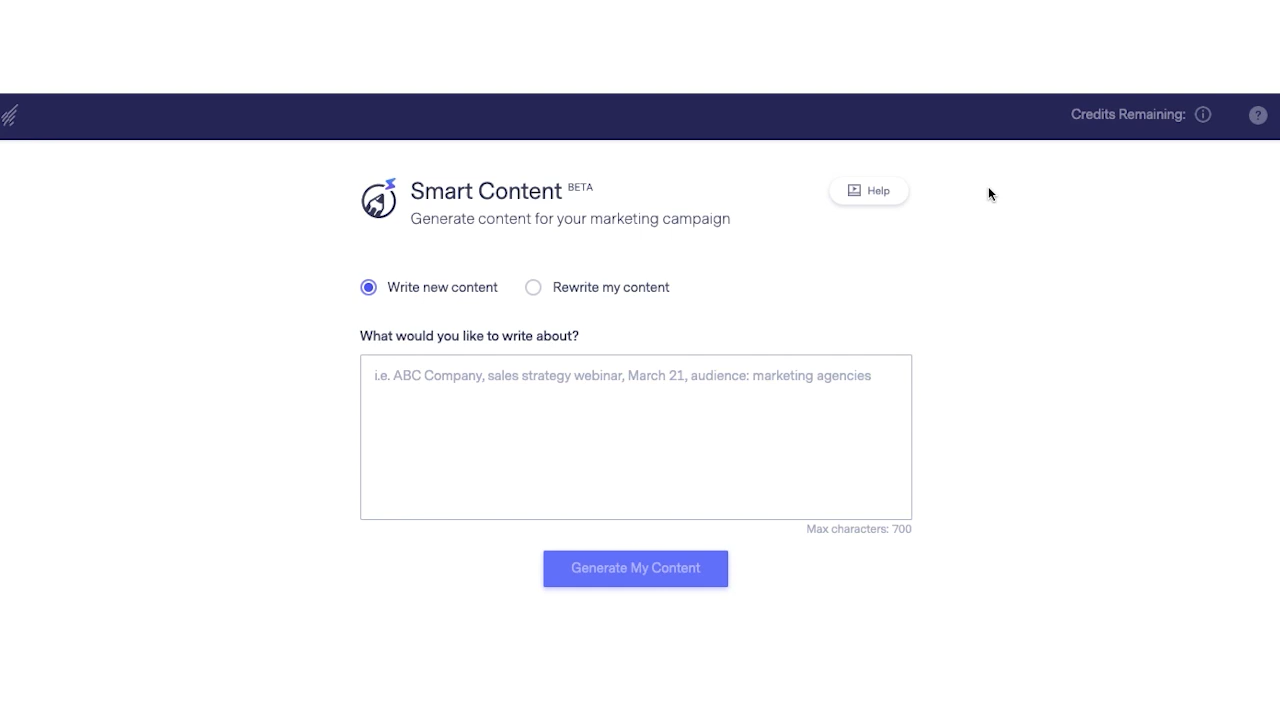 Credits Remaining:
?
Smart Content BETA
Help
Generate content for your marketing campaign
Write new content
Rewrite my content
What would you like to write about?
i.e. ABC Company, sales strategy webinar, March 21, audience: marketing agencies
Max characters: 700
Generate My Content